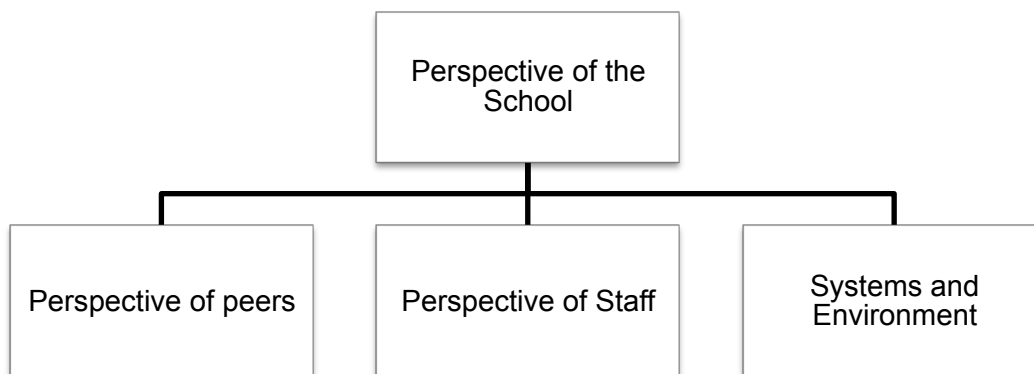 Perspective of the
School
Perspective of peers
Perspective of Staff
Systems and
Environment